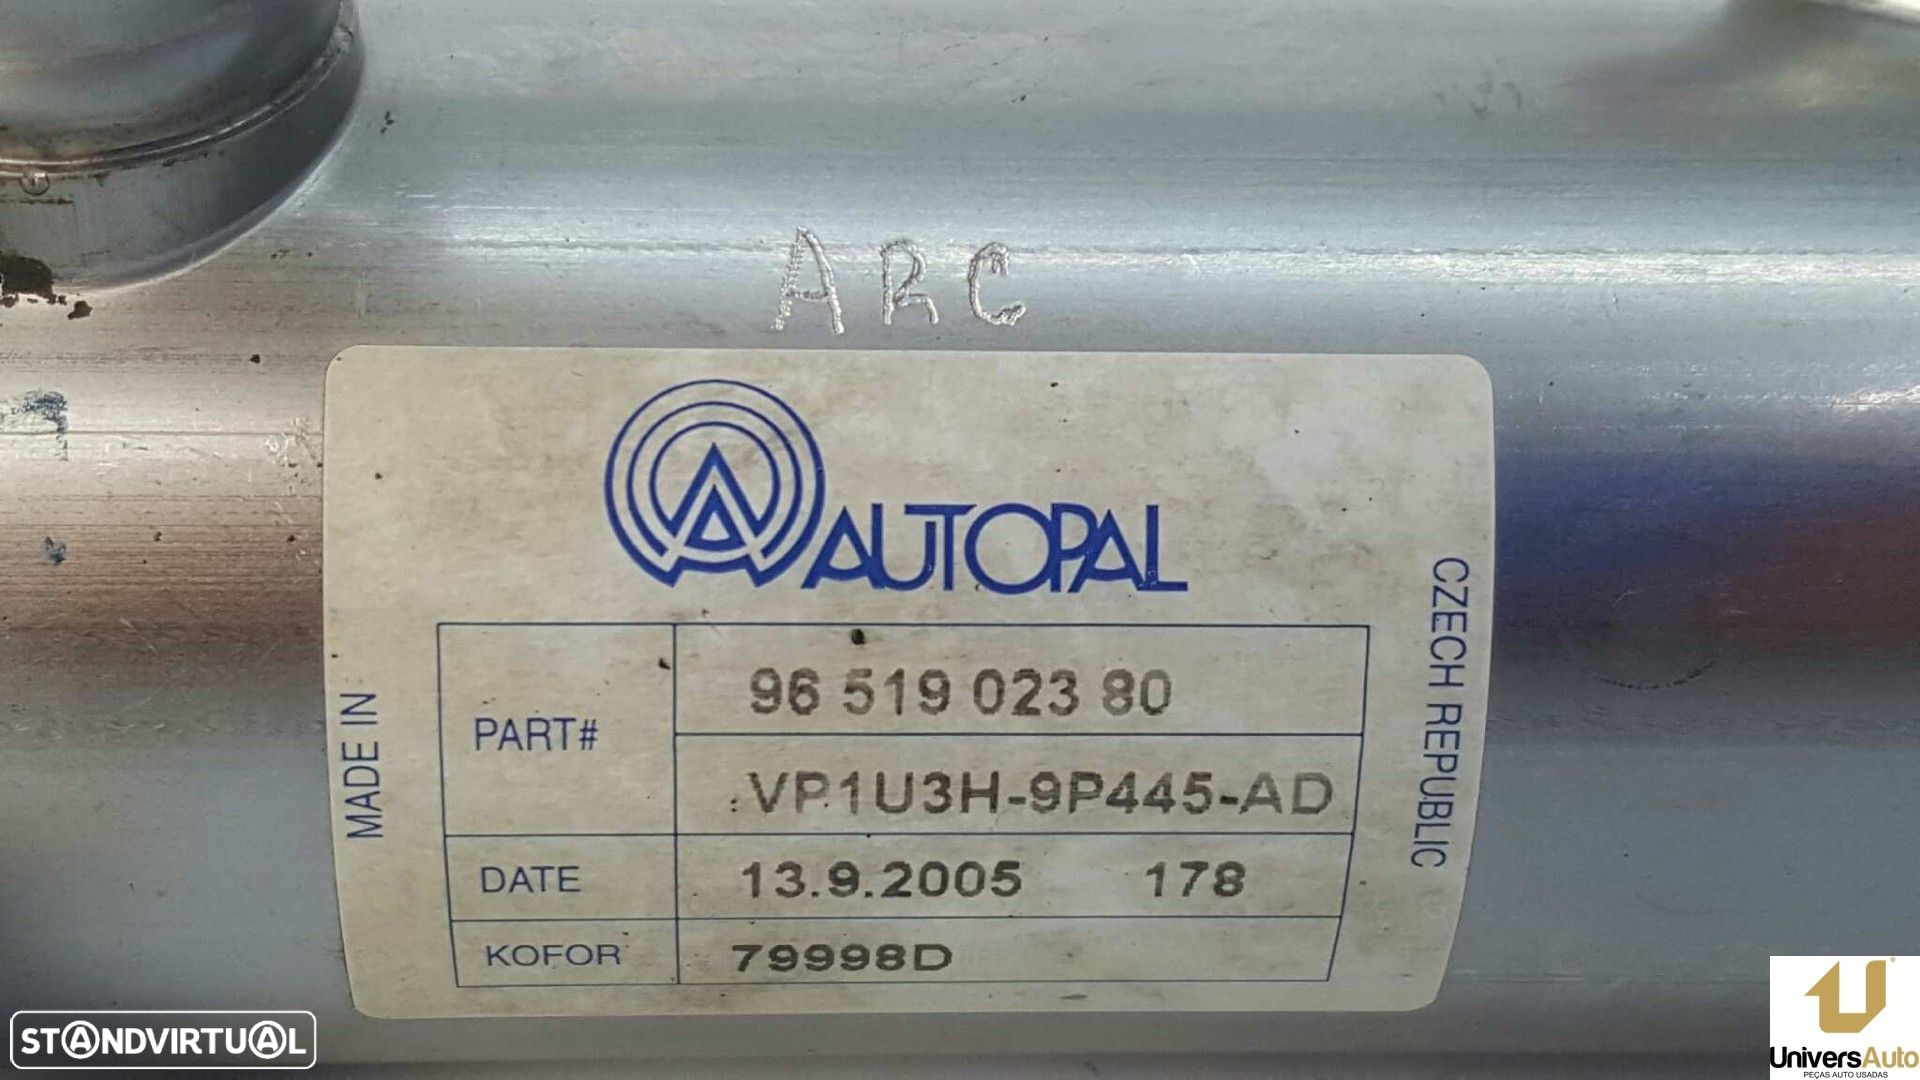 ARC
AUTOPAL
MADE IN
CZECH REPUBLIC
PART#
96 519 023 80
VP1U3H-9P445-AD
DATE 13.9.2005 178
KOFOR 79998D
STANDVIRTUAL
UniversAuto
PEÇAS AUTO USADAS